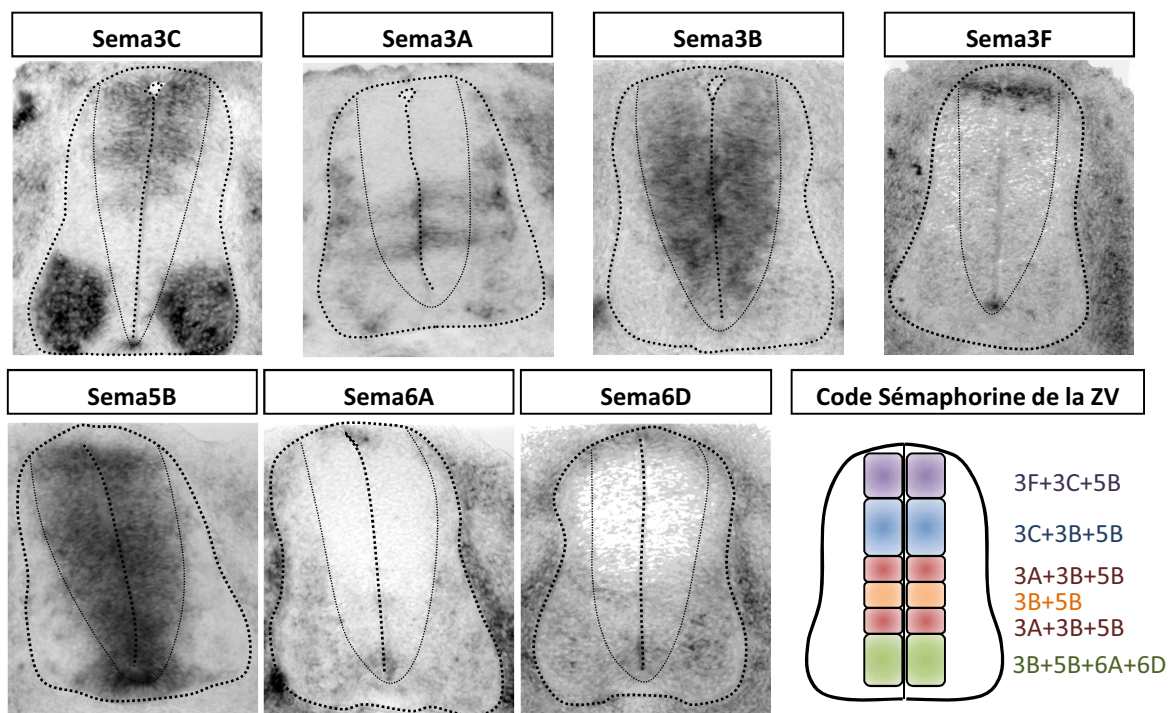 Sema3C
Sema3A
Sema3B
Sema3F
Sema5B
Sema6A
Sema6D
Code Sémaphorine de la ZV
3F+3C+5B
3C+3B+5B
3A+3B+5B
3B+5B
3A+3B+5B
3B+5B+6A+6D